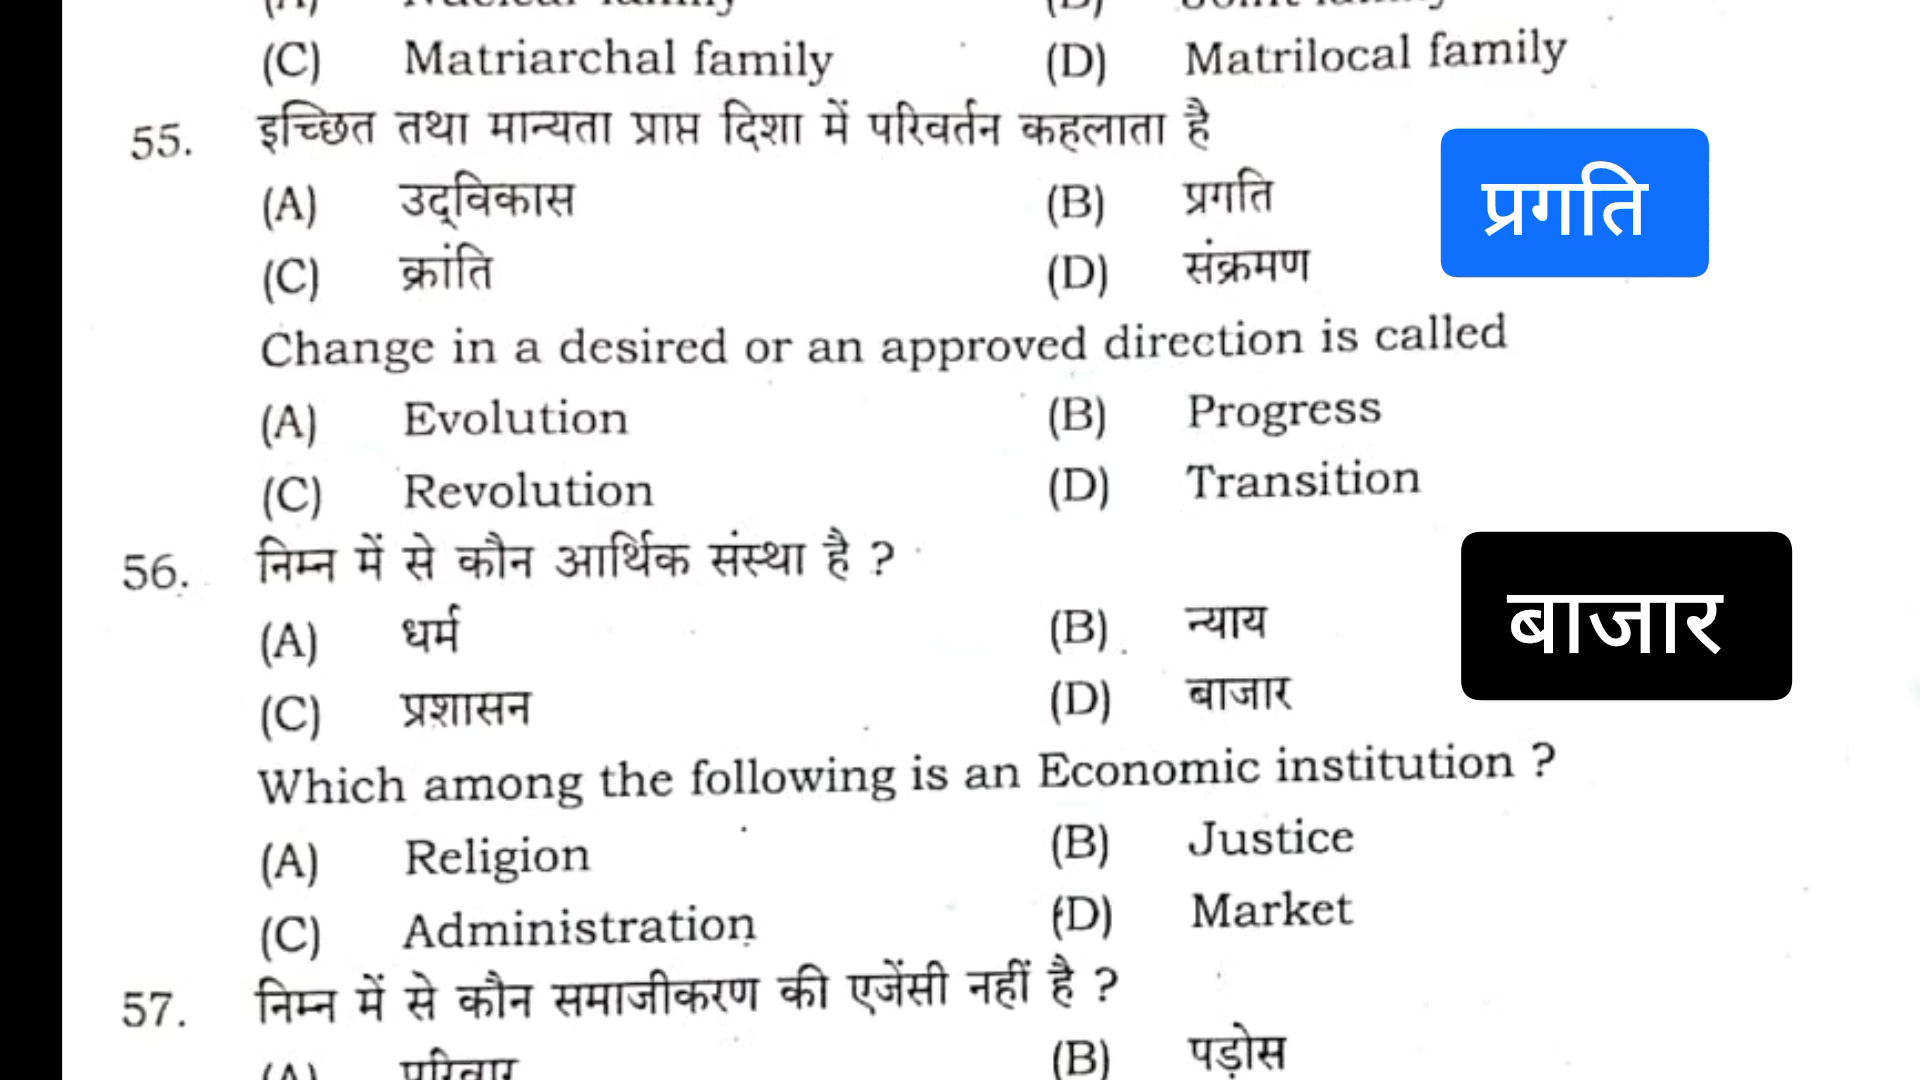 (C) Matriarchal family (D) Matrilocal family
55. इच्छित तथा मान्यता प्राप्त दिशा में परिवर्तन कहलाता है
(A) उद्‌विकास (B) प्रगति
प्रगति
(C) क्रांति (D) संक्रमण
Change in a desired or an approved direction is called
(A) Evolution (B) Progress
(C) Revolution (D) Transition
56. निम्न में से कौन आर्थिक संस्था है ?
(A) धर्म (B) न्याय
बाजार
(C) प्रशासन (D) बाजार
Which among the following is an Economic institution ?
(A) Religion (B) Justice
(C) Administration (D) Market
57. निम्न में से कौन समाजीकरण की एजेंसी नहीं है ?
(B) पड़ोस